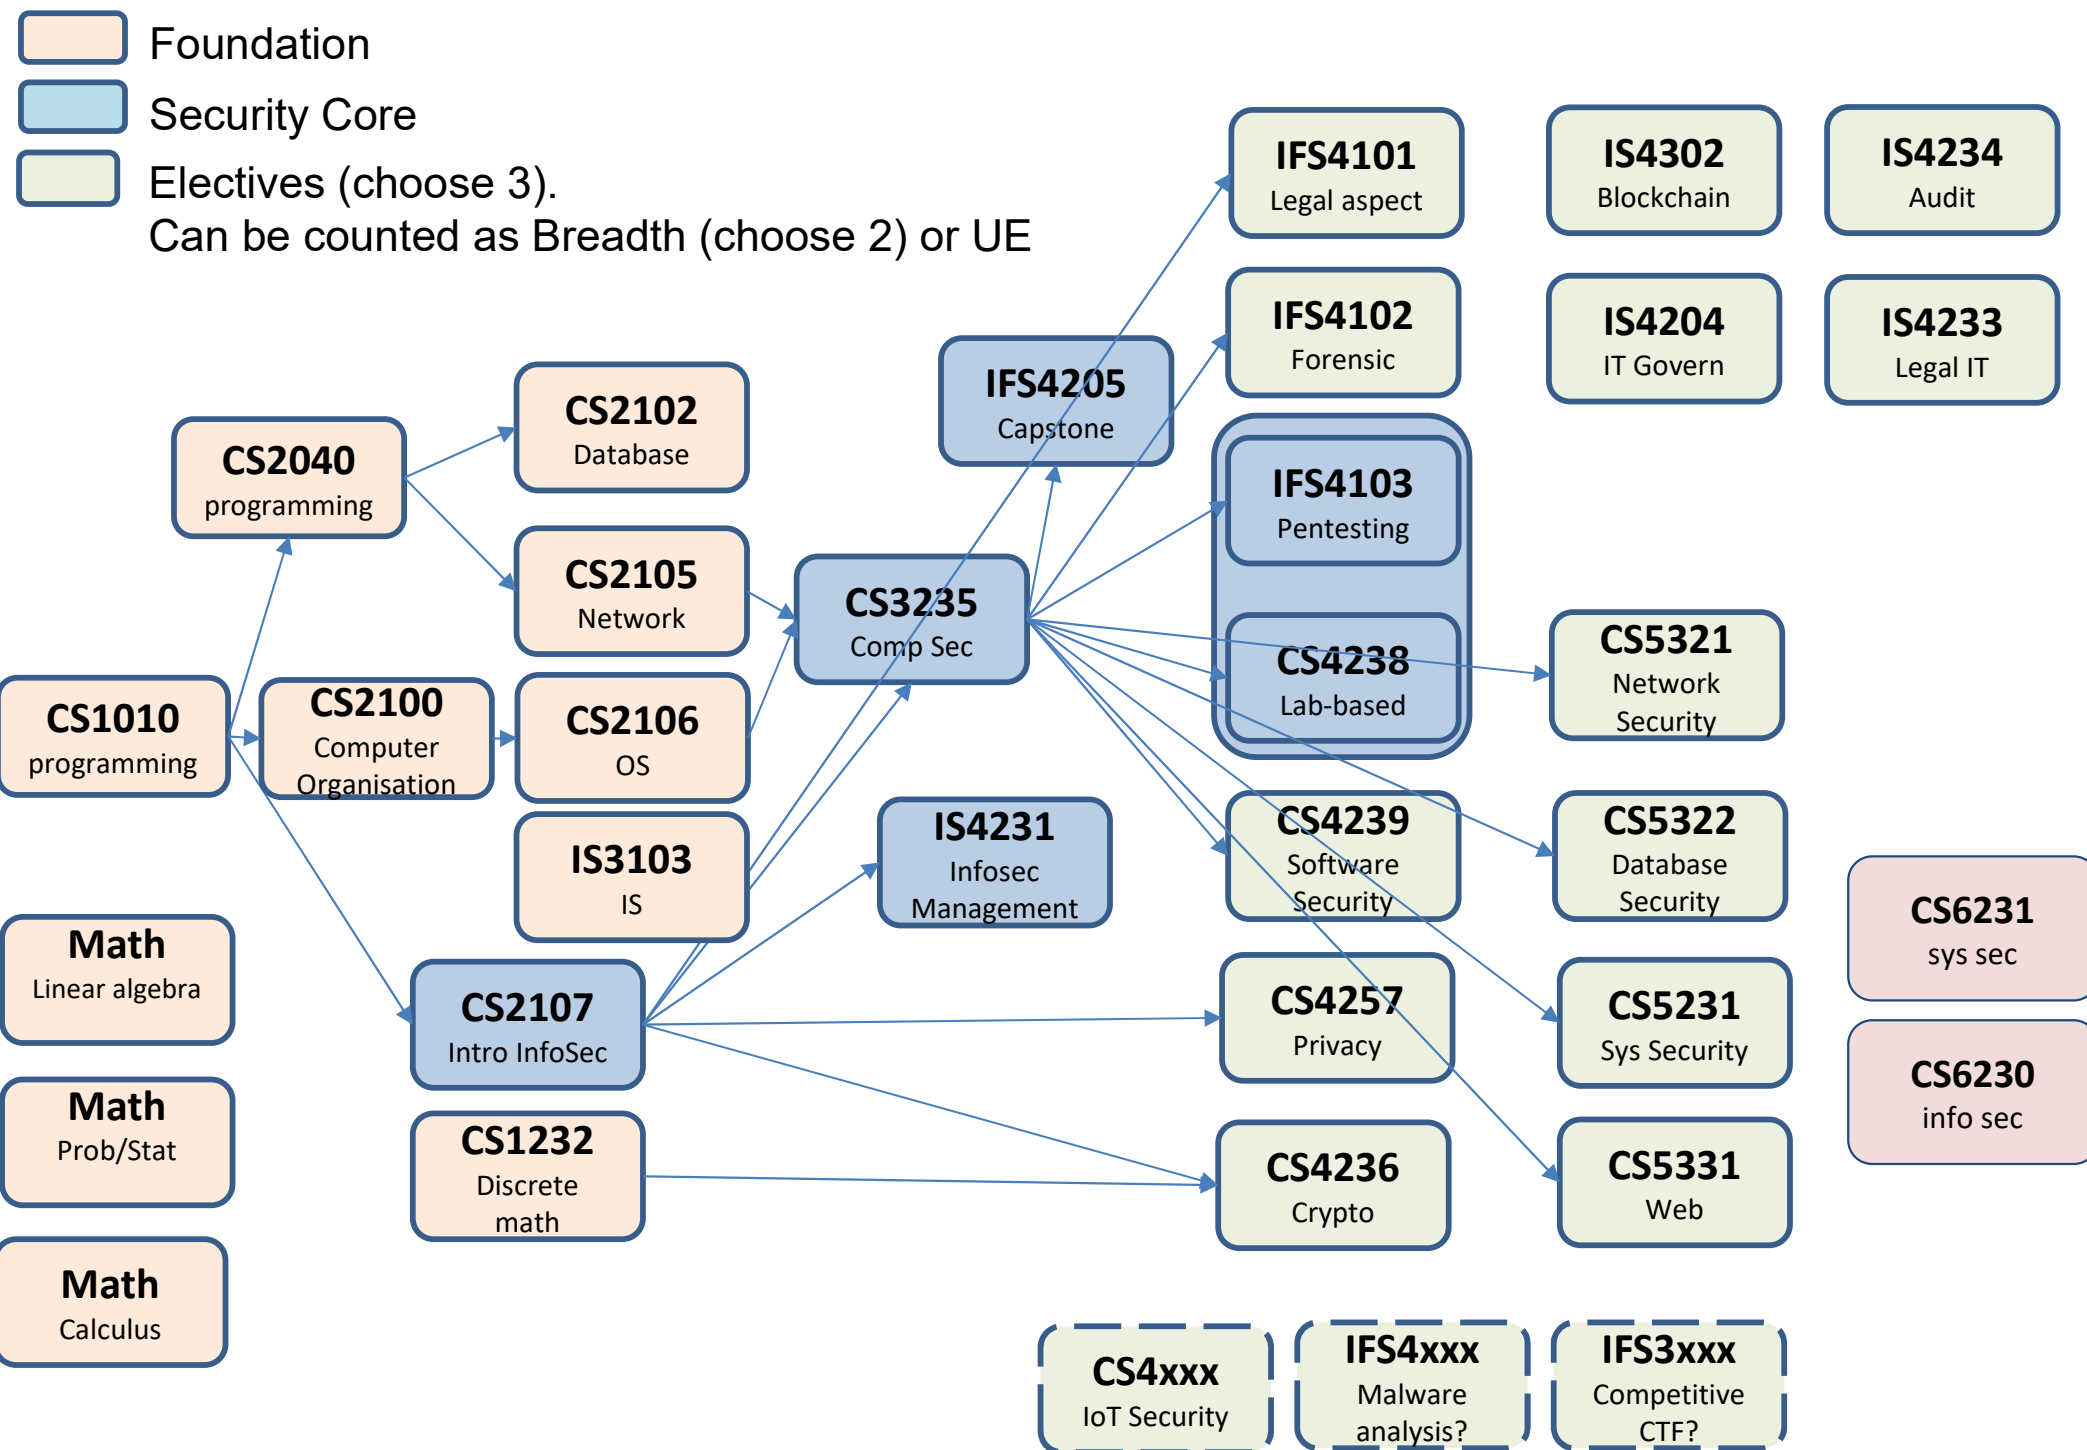 Foundation
Security Core
Electives (choose 3).
Can be counted as Breadth (choose 2) or UE
IFS4101
Legal aspect
IS4302
Blockchain
IS4234
Audit
IFS4102
Forensic
IS4204
IT Govern
IS4233
Legal IT
IFS4205
Capstone
CS2102
Database
CS2040
programming
IFS4103
Pentesting
CS2105
Network
CS3235
Comp Sec
CS4238
Lab-based
CS5321
Network
Security
CS1010
programming
CS2100
Computer
Organisation
CS2106
OS
IS3103
IS
IS4231
Infosec
Management
CS4239
Software
Security
CS5322
Database
Security
CS6231
sys sec
Math
Linear algebra
CS2107
Intro InfoSec
CS4257
Privacy
CS5231
Sys Security
CS6230
info sec
Math
Prob/Stat
CS1232
Discrete
math
CS4236
Crypto
CS5331
Web
Math
Calculus
CS4xxx
IoT Security
IFS4xxx
Malware
analysis?
IFS3xxx
Competitive
CTF?